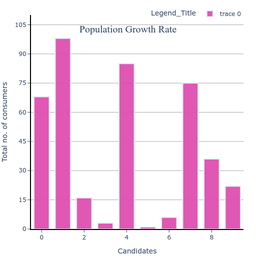 Legend_Title
trace 0
Population Growth Rate
Total no. of consumers
105
90
75
60
45
30
15
0
0 2 4 6 8
Candidates